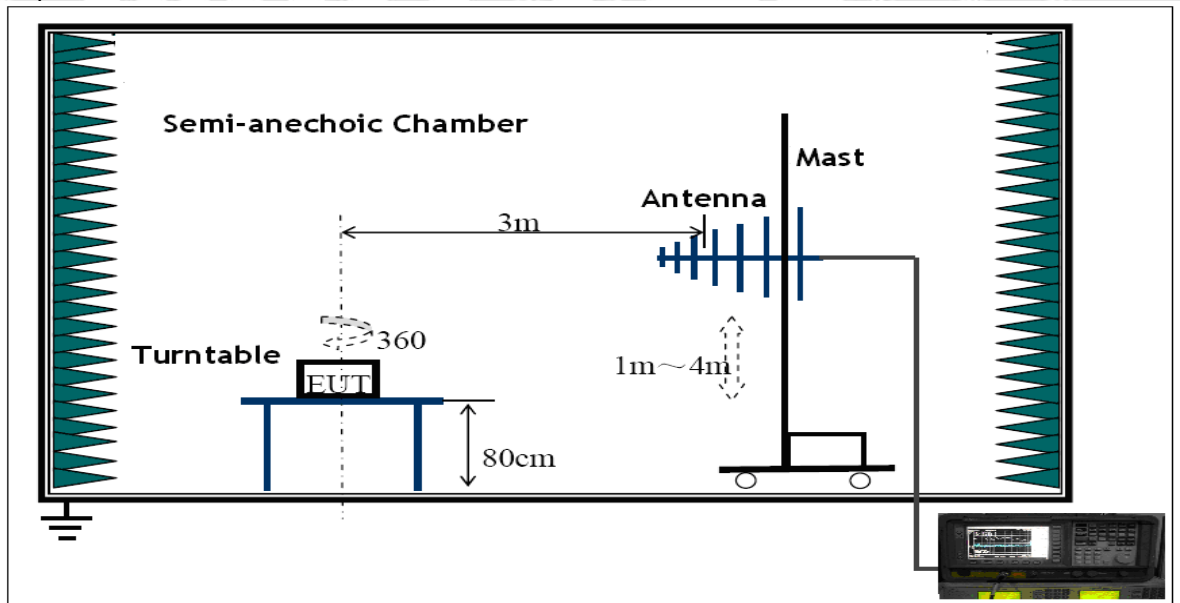 Semi-anechoic Chamber
Mast
Antenna
3m
360
Turntable
1m～4m
EUT
80cm